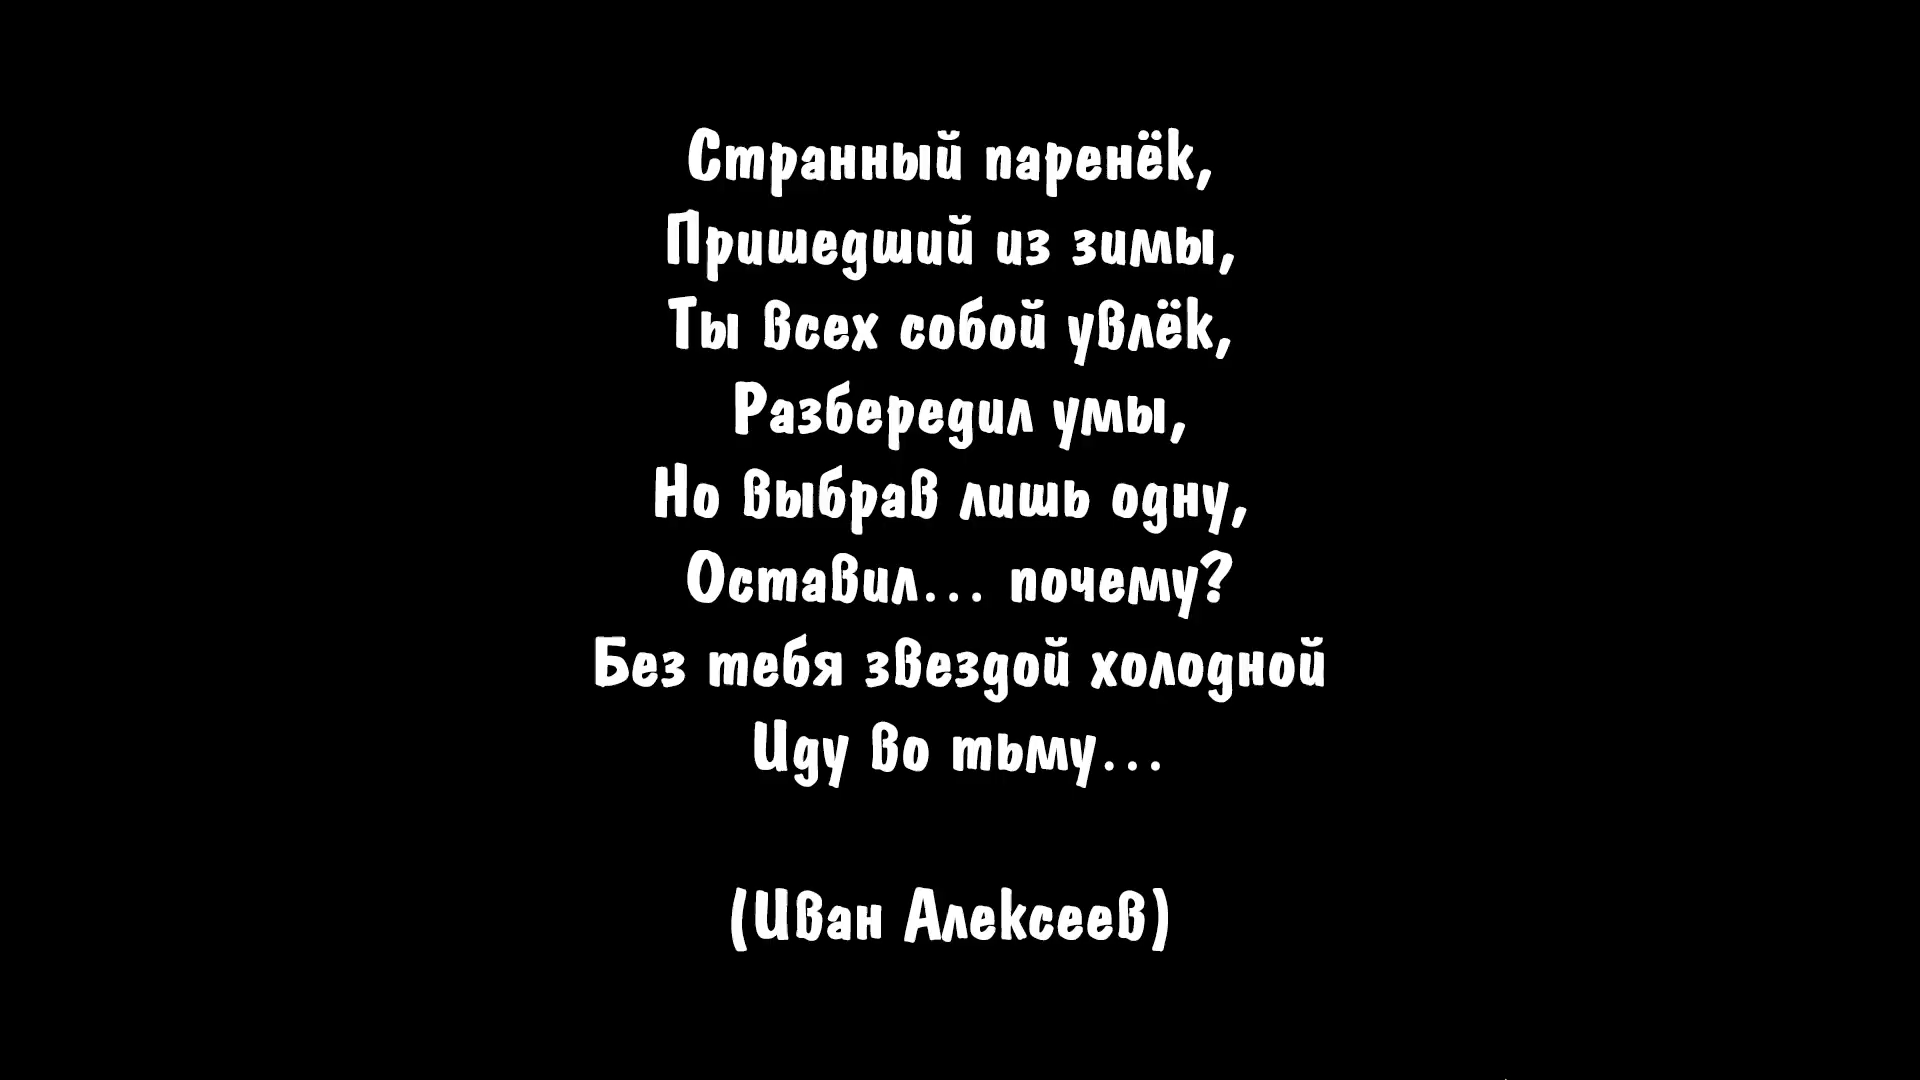 Странный паренёк,
Пришедший из зимы,
Ты всех собой увлёк,
Разбередил умы,
Но выбрав лишь одну,
Оставил... почему?
Без тебя звездой холодной
Иду во тьму...
(Иван Алексеев)